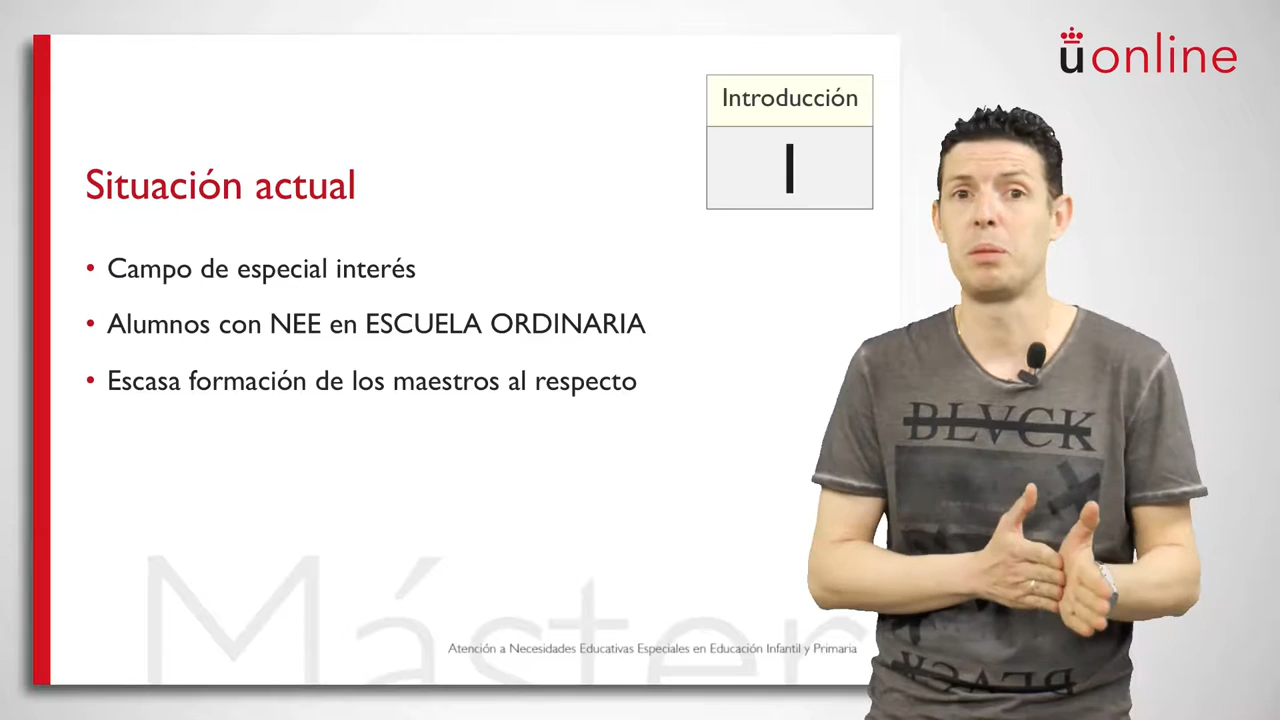 üonline
Introducción
I
Situación actual
• Campo de especial interés
• Alumnos con NEE en ESCUELA ORDINARIA
• Escasa formación de los maestros al respecto
BLVCK
Máster
Atención a Necesidades Educativas Especiales en Educación Infantil y Primaria
BLACK